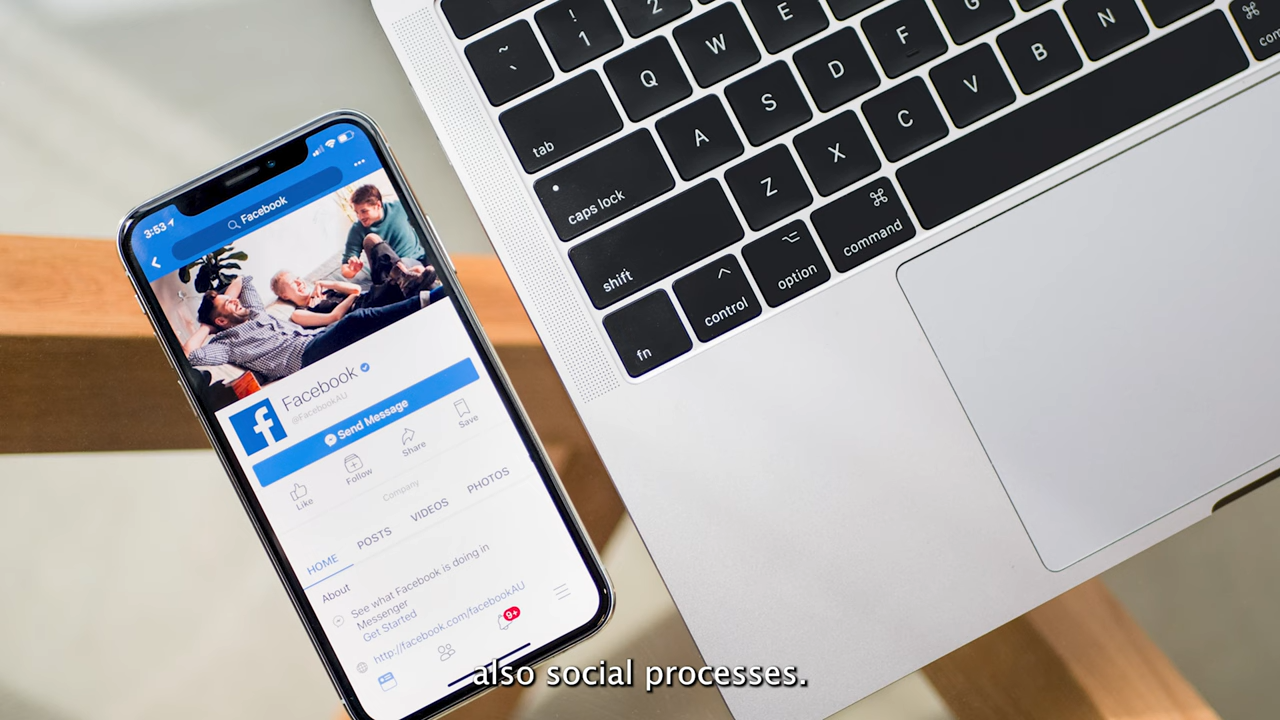 3:53
Facebook
Facebook
@FacebookAU
Send Message
Like
Follow
Share
Save
Company
HOME
POSTS
VIDEOS
PHOTOS
About
See what Facebook is doing in
Messenger
Get Started
http://facebook.com/facebookAU
9+
~
`
!
1
2
Q
W
E
tab
A
S
D
F
G
caps lock
Z
X
C
V
B
N
shift
fn
control
option
command
⌘
com
also social processes.